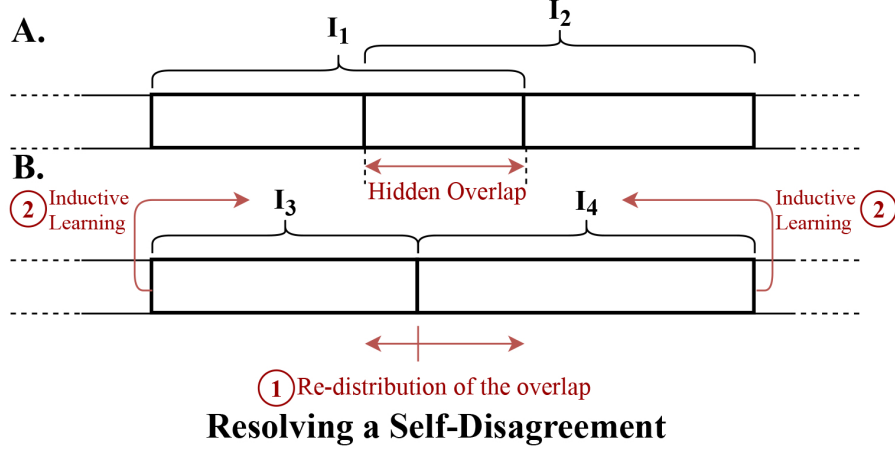 A.
I1
I2
Hidden Overlap
B.
2 Inductive
Learning
I3
I4
Inductive 2
Learning
1 Re-distribution of the overlap
Resolving a Self-Disagreement